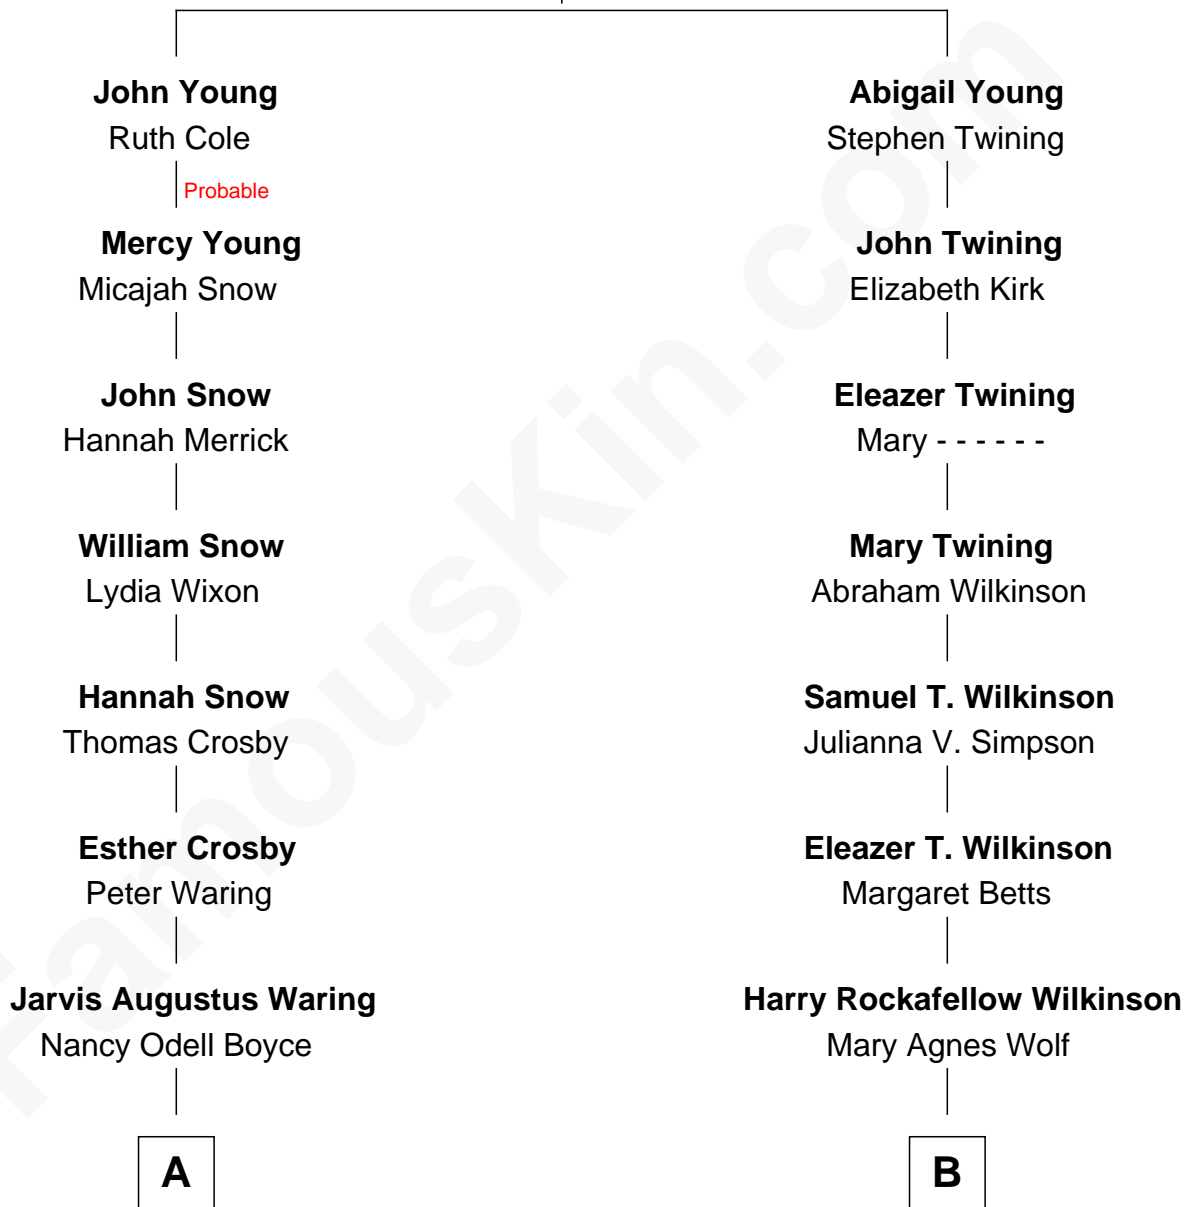 John Young
Ruth Cole
Probable
Mercy Young
Micajah Snow
John Snow
Hannah Merrick
William Snow
Lydia Wixon
Hannah Snow
Thomas Crosby
Esther Crosby
Peter Waring
Jarvis Augustus Waring
Nancy Odell Boyce
A
Abigail Young
Stephen Twining
John Twining
Elizabeth Kirk
Eleazer Twining
Mary - - - - - -
Mary Twining
Abraham Wilkinson
Samuel T. Wilkinson
Julianna V. Simpson
Eleazer T. Wilkinson
Margaret Betts
Harry Rockafellow Wilkinson
Mary Agnes Wolf
B
FamousKin.com